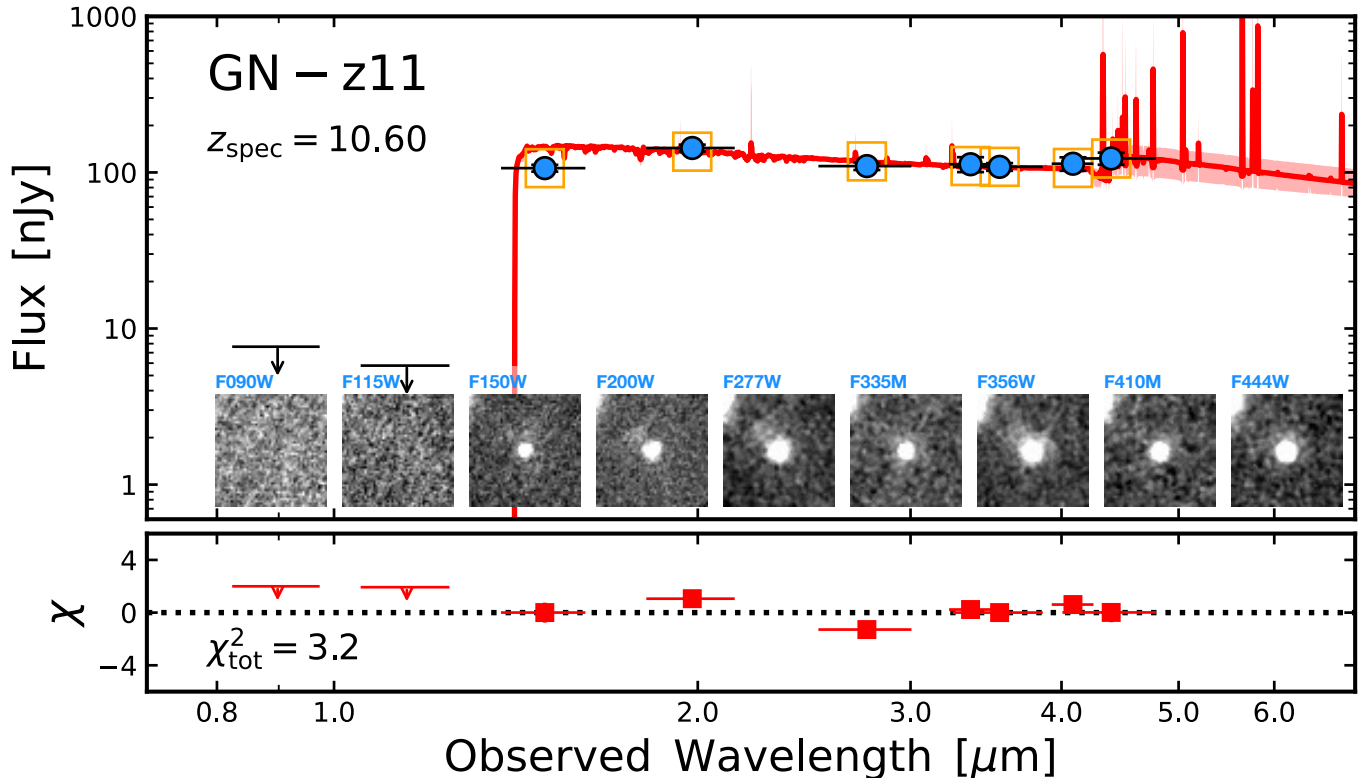 1000
100
10
1
Flux [nJy]
GN − z11
z_spec = 10.60
F090W F115W F150W F200W F277W F335M F356W F410M F444W
4
0
−4
χ
χ²_tot = 3.2
0.8 1.0 2.0 3.0 4.0 5.0 6.0
Observed Wavelength [μm]